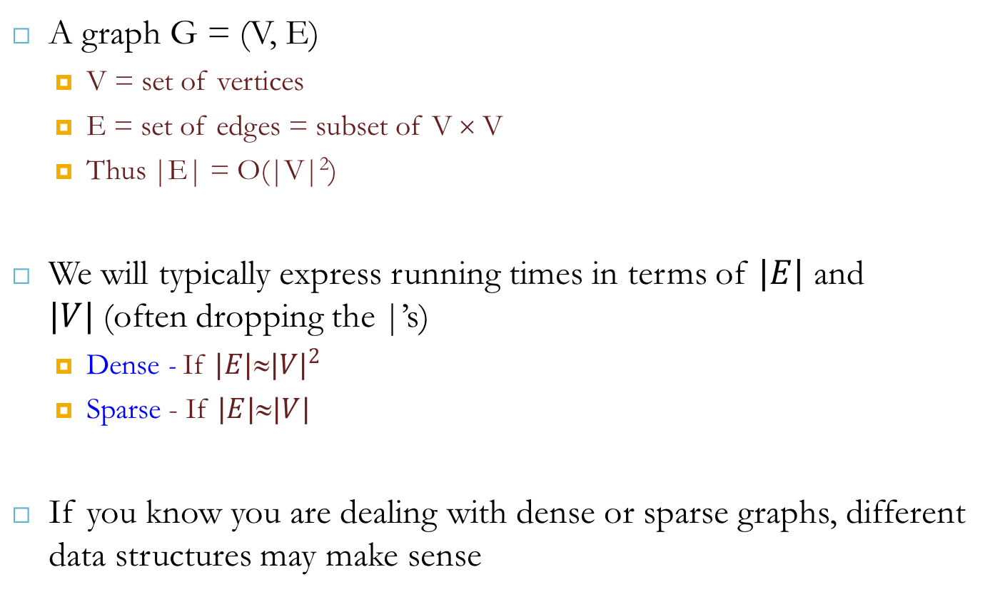 A graph G = (V, E)
V = set of vertices
E = set of edges = subset of V × V
Thus |E| = O(|V|²)
We will typically express running times in terms of |E| and
|V| (often dropping the |’s)
Dense - If |E|≈|V|²
Sparse - If |E|≈|V|
If you know you are dealing with dense or sparse graphs, different
data structures may make sense